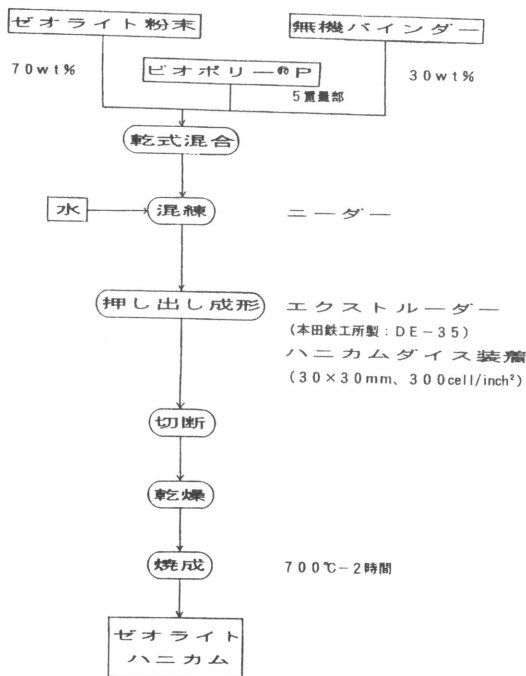 ゼオライト粉末
無機バインダー
70wt%
ビオポリー®P
30wt%
5重量部
乾式混合
水
混練
ニーダー
押し出し成形
エクストルーダー
(本田鉄工所製:DE-35)
ハニカムダイス装着
(30×30mm、300cell/inch²)
切断
乾燥
焼成
700℃-2時間
ゼオライト
ハニカム